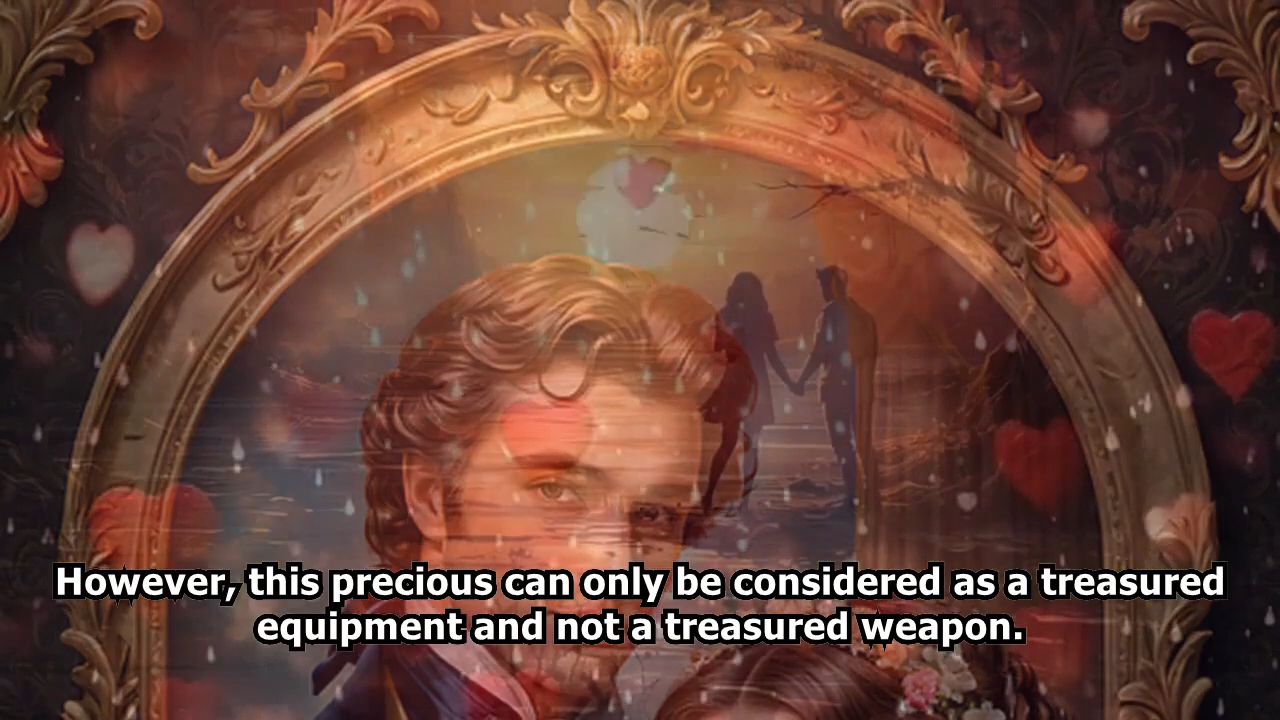 However, this precious can only be considered as a treasured
equipment and not a treasured weapon.